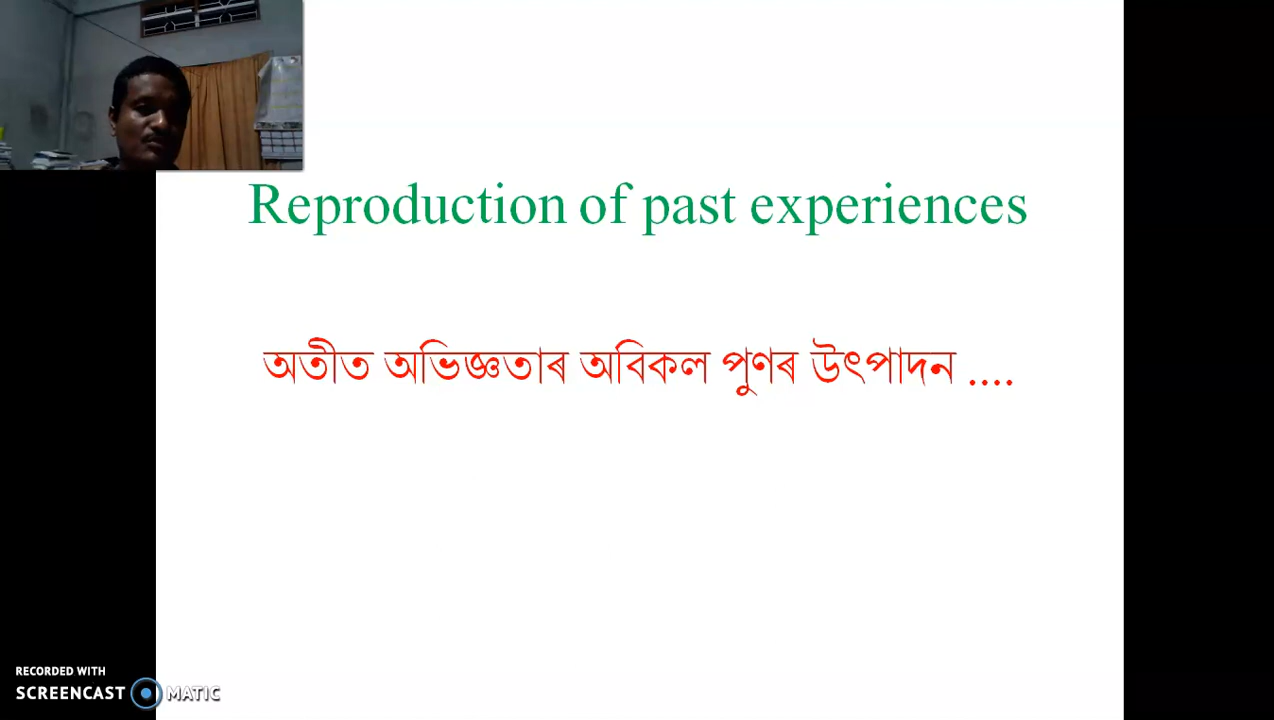 Reproduction of past experiences
অতীত অভিজ্ঞতাৰ অবিকল পুণৰ উৎপাদন ....
RECORDED WITH
SCREENCAST MATIC